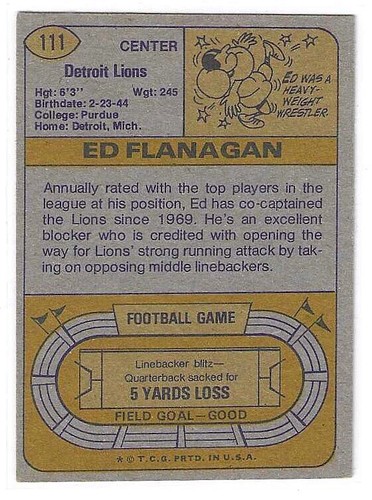 111
CENTER
Detroit Lions
Hgt: 6'3" Wgt: 245
Birthdate: 2-23-44
College: Purdue
Home: Detroit, Mich.
ED WAS A
HEAVY-
WEIGHT
WRESTLER.
ED FLANAGAN
Annually rated with the top players in the
league at his position, Ed has co-captained
the Lions since 1969. He's an excellent
blocker who is credited with opening the
way for Lions' strong running attack by tak-
ing on opposing middle linebackers.
FOOTBALL GAME
Linebacker blitz—
Quarterback sacked for
5 YARDS LOSS
FIELD GOAL—GOOD
* © T.C.G. PRTD. IN U.S.A.